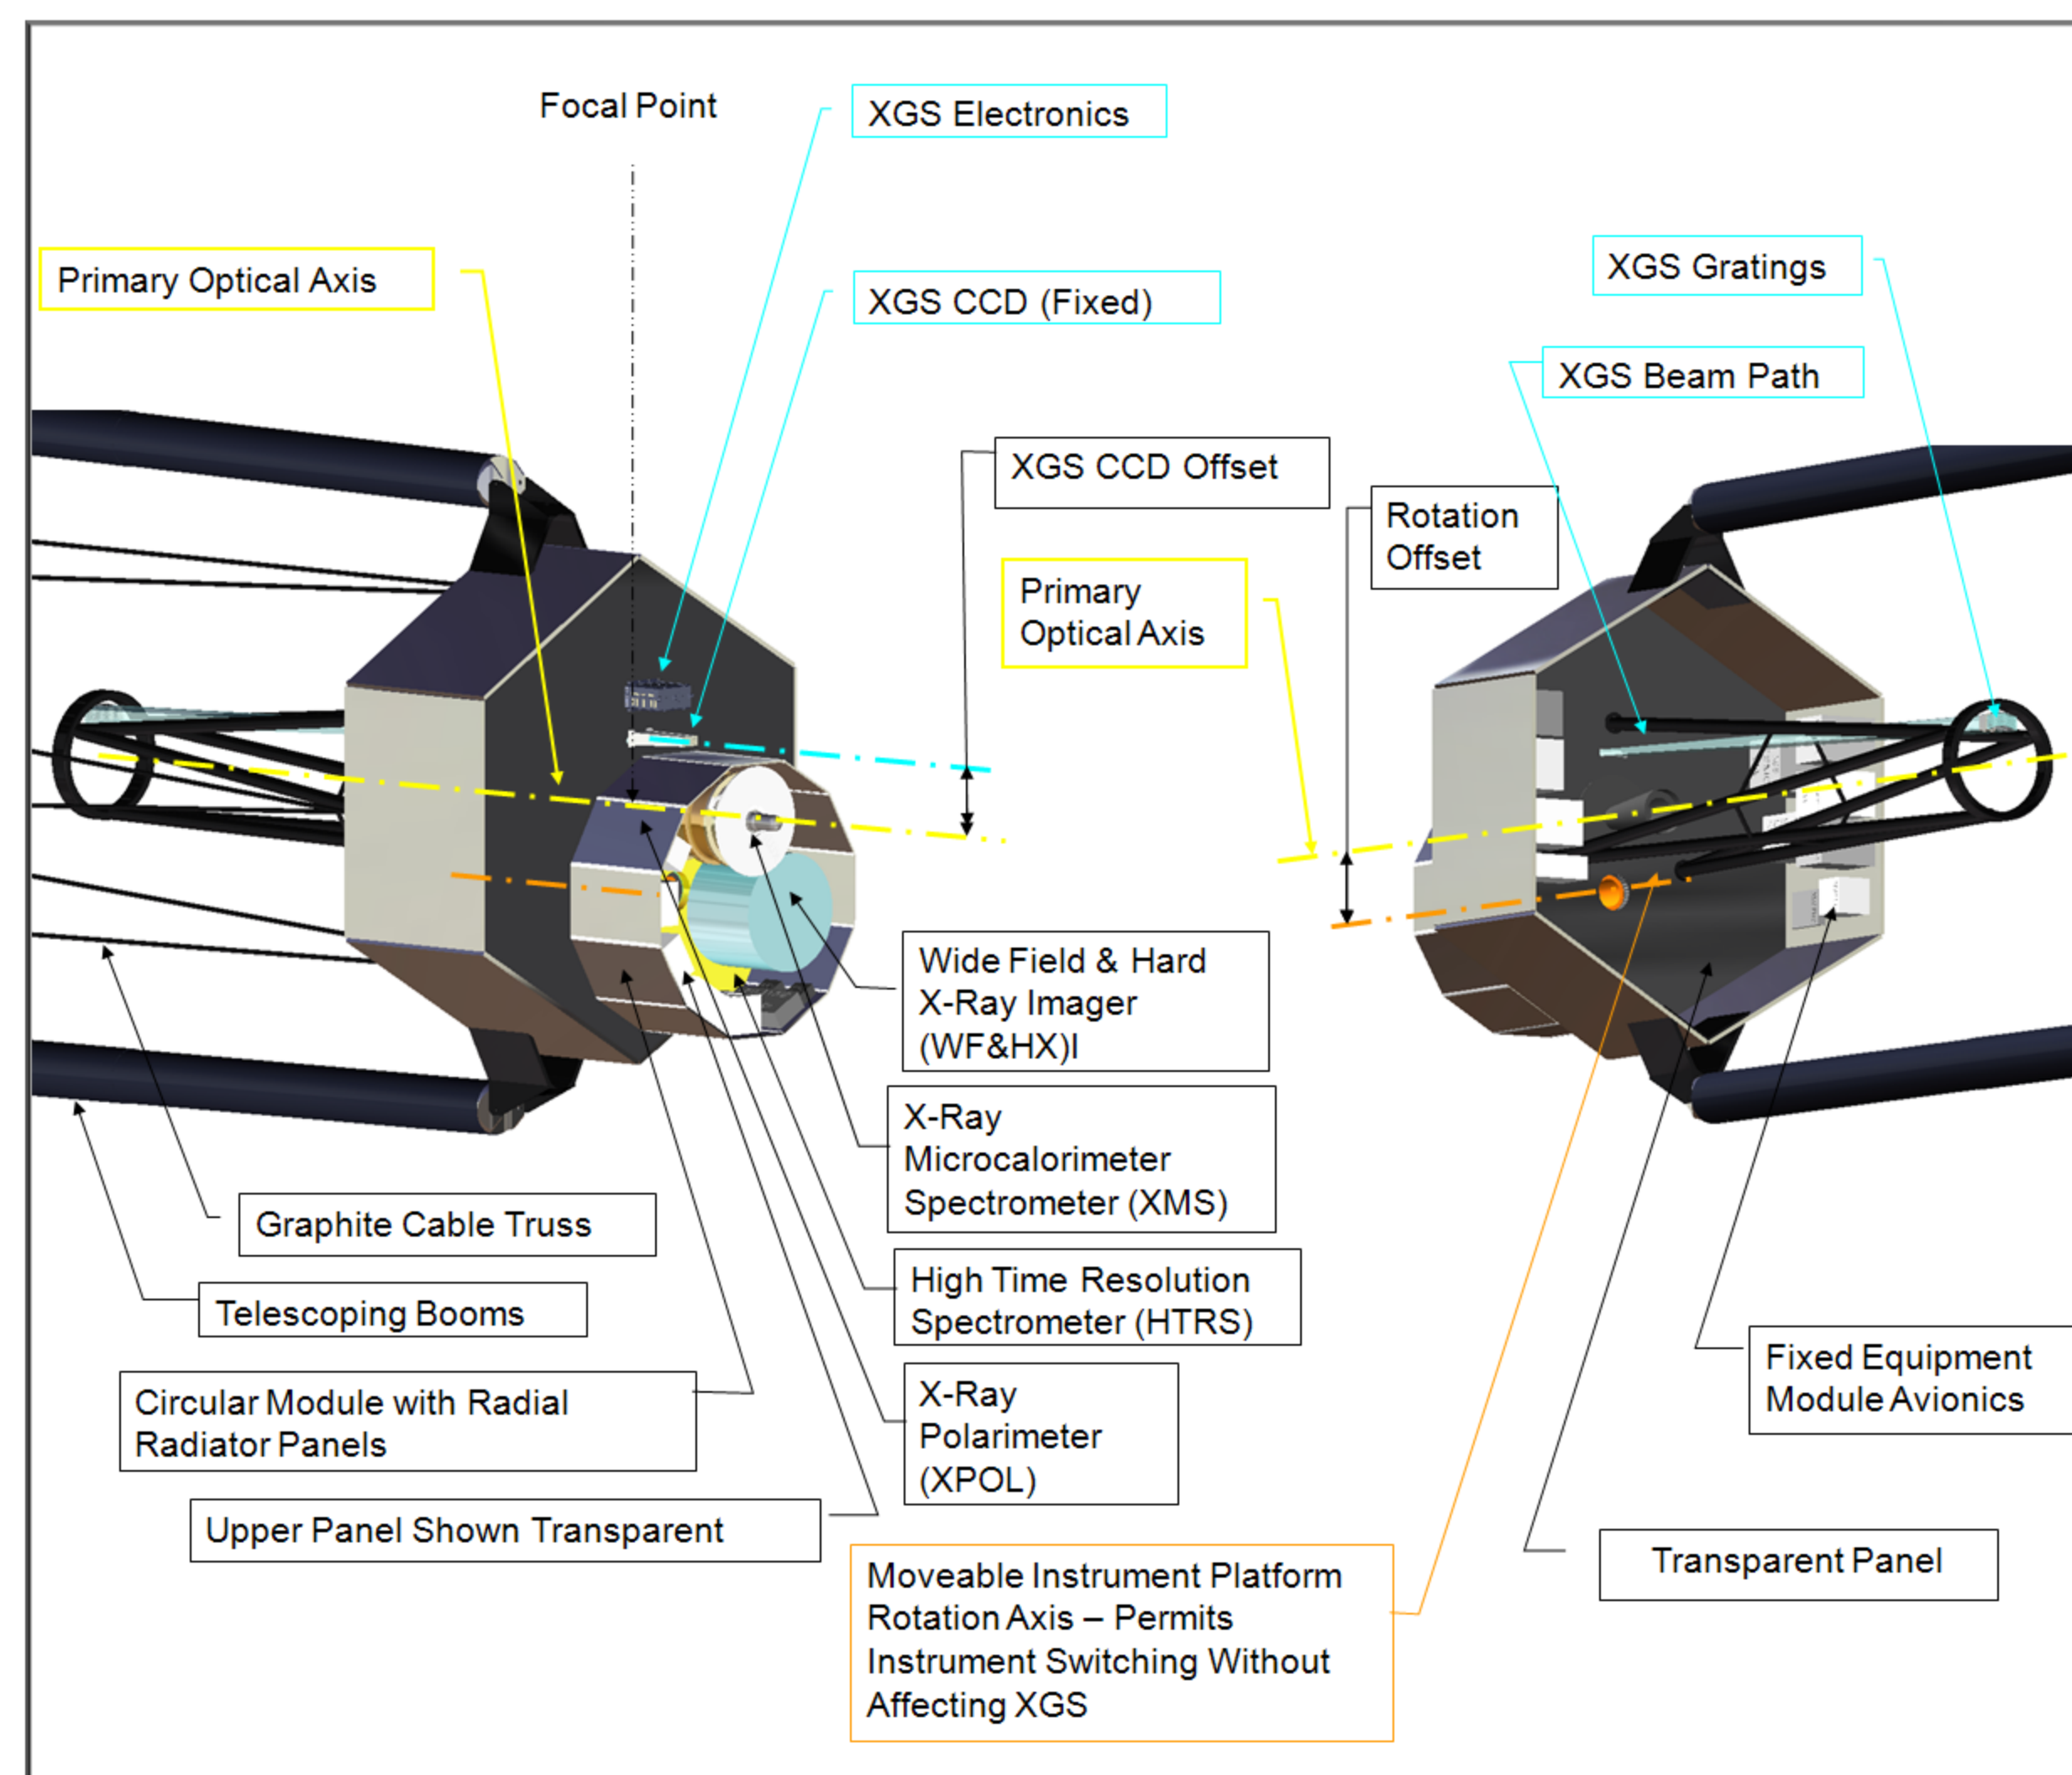 Focal Point
XGS Electronics
Primary Optical Axis
XGS CCD (Fixed)
XGS Gratings
XGS Beam Path
XGS CCD Offset
Rotation
Offset
Primary
Optical Axis
Wide Field & Hard
X-Ray Imager
(WF&HX)I
X-Ray
Microcalorimeter
Spectrometer (XMS)
Graphite Cable Truss
High Time Resolution
Spectrometer (HTRS)
Telescoping Booms
Fixed Equipment
Module Avionics
Circular Module with Radial
Radiator Panels
X-Ray
Polarimeter
(XPOL)
Upper Panel Shown Transparent
Transparent Panel
Moveable Instrument Platform
Rotation Axis – Permits
Instrument Switching Without
Affecting XGS